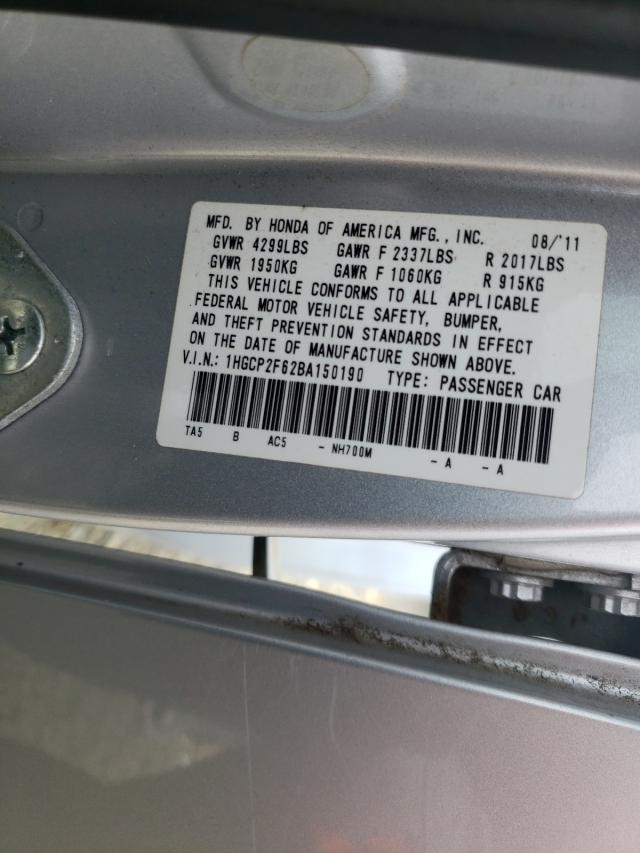 MFD. BY HONDA OF AMERICA MFG., INC. 08/'11
GVWR 4299LBS GAWR F 2337LBS R 2017LBS
GVWR 1950KG GAWR F 1060KG R 915KG
THIS VEHICLE CONFORMS TO ALL APPLICABLE
FEDERAL MOTOR VEHICLE SAFETY, BUMPER,
AND THEFT PREVENTION STANDARDS IN EFFECT
ON THE DATE OF MANUFACTURE SHOWN ABOVE.
V.I.N.: 1HGCP2F62BA150190 TYPE: PASSENGER CAR
TA5 B AC5 - NH700M - A - A